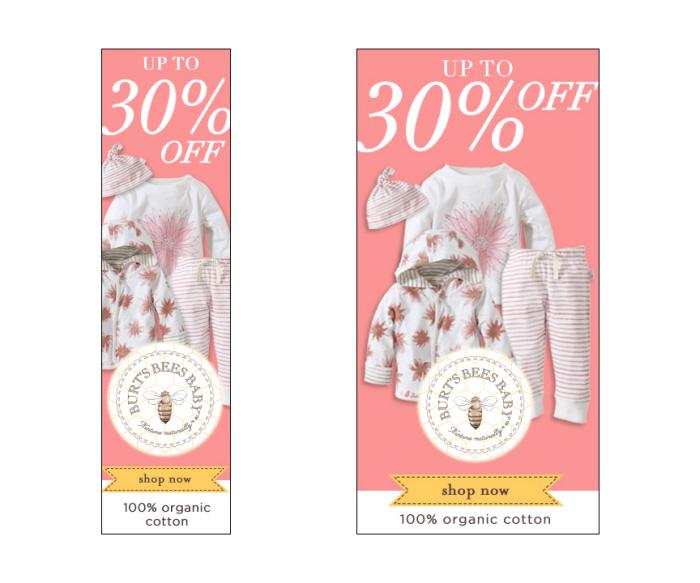 UP TO
30%
OFF
BURT'S BEES BABY
shop now
100% organic
cotton
UP TO
30% OFF
BURT'S BEES BABY
shop now
100% organic cotton